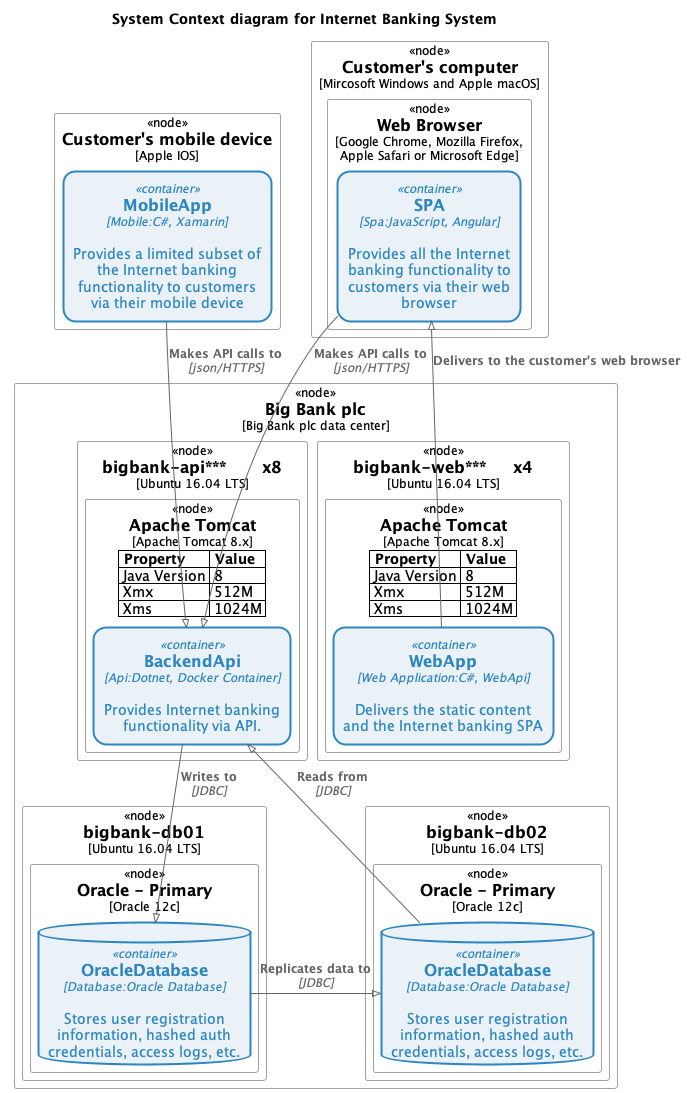 System Context diagram for Internet Banking System
«node»
Customer's computer
[Mircosoft Windows and Apple macOS]
«node»
Web Browser
[Google Chrome, Mozilla Firefox,
Apple Safari or Microsoft Edge]
«container»
SPA
[Spa:JavaScript, Angular]
Provides all the Internet
banking functionality to
customers via their web
browser
«node»
Customer's mobile device
[Apple IOS]
«container»
MobileApp
[Mobile:C#, Xamarin]
Provides a limited subset of
the Internet banking
functionality to customers
via their mobile device
Makes API calls to
[json/HTTPS]
Makes API calls to
[json/HTTPS]
Delivers to the customer's web browser
«node»
Big Bank plc
[Big Bank plc data center]
«node»
bigbank-api*** x8
[Ubuntu 16.04 LTS]
«node»
Apache Tomcat
[Apache Tomcat 8.x]
Property Value
Java Version 8
Xmx 512M
Xms 1024M
«container»
BackendApi
[Api:Dotnet, Docker Container]
Provides Internet banking
functionality via API.
«node»
bigbank-web*** x4
[Ubuntu 16.04 LTS]
«node»
Apache Tomcat
[Apache Tomcat 8.x]
Property Value
Java Version 8
Xmx 512M
Xms 1024M
«container»
WebApp
[Web Application:C#, WebApi]
Delivers the static content
and the Internet banking SPA
Writes to
[JDBC]
Reads from
[JDBC]
«node»
bigbank-db01
[Ubuntu 16.04 LTS]
«node»
Oracle - Primary
[Oracle 12c]
«container»
OracleDatabase
[Database:Oracle Database]
Stores user registration
information, hashed auth
credentials, access logs, etc.
Replicates data to
[JDBC]
«node»
bigbank-db02
[Ubuntu 16.04 LTS]
«node»
Oracle - Primary
[Oracle 12c]
«container»
OracleDatabase
[Database:Oracle Database]
Stores user registration
information, hashed auth
credentials, access logs, etc.